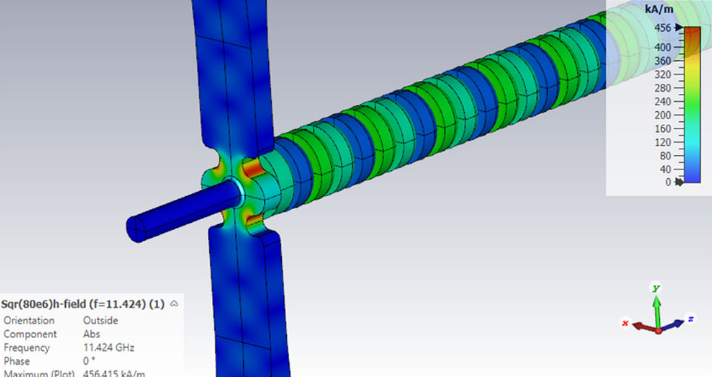 kA/m
456
400
360
320
280
240
200
160
120
80
40
0
Sqr(80e6)h-field (f=11.424) (1)
Orientation Outside
Component Abs
Frequency 11.424 GHz
Phase 0 °
Maximum (Plot) 456.415 kA/m
y
x
z